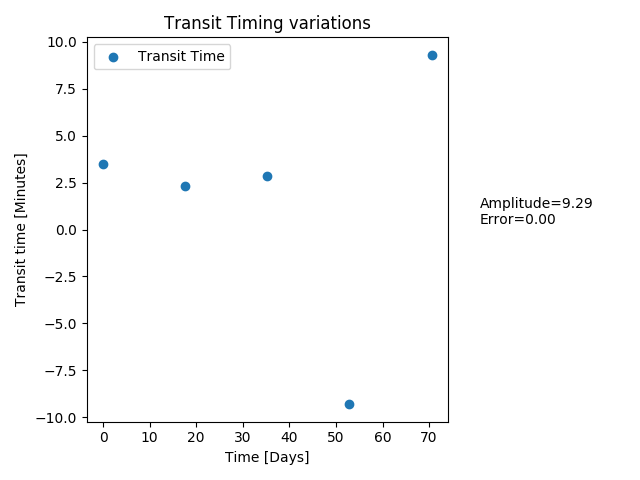 Transit Timing variations
Transit Time
10.0
7.5
5.0
2.5
0.0
−2.5
−5.0
−7.5
−10.0
Transit time [Minutes]
0 10 20 30 40 50 60 70
Time [Days]
Amplitude=9.29
Error=0.00